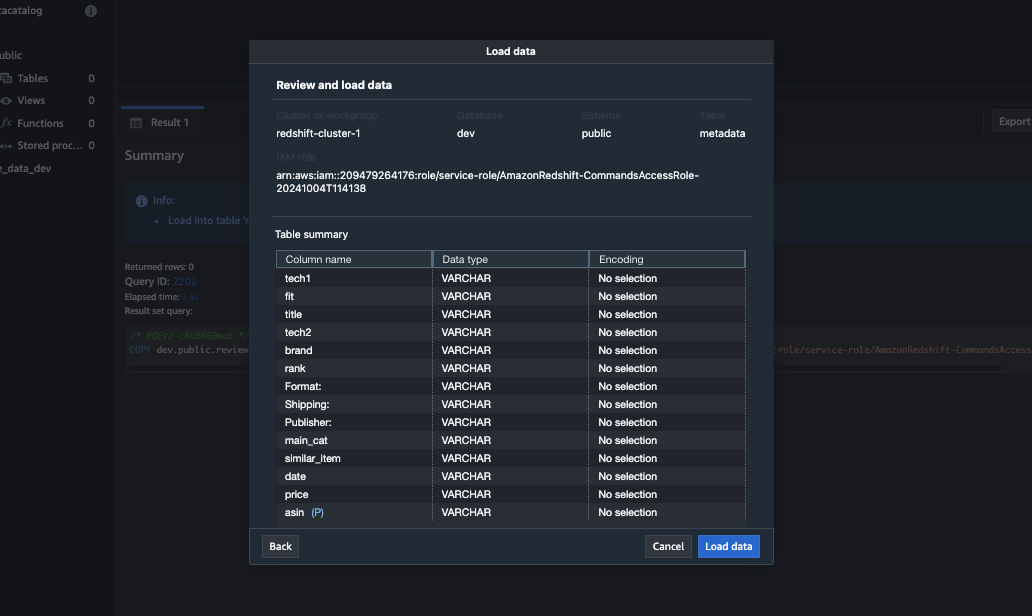 tacatalog
Load data
ublic
Tables 0
Views 0
Functions 0
Stored proc... 0
e_data_dev
Result 1
Export
Summary
Info:
Load into table 'r
Returned rows: 0
Query ID: 2202
Elapsed time: 3.5s
Result set query:
/* RQEV2-cRkBR69mo6 */
COPY dev.public.review
:role/service-role/AmazonRedshift-CommandsAccess
Review and load data
Cluster or workgroup Database Schema Table
redshift-cluster-1 dev public metadata
IAM role
arn:aws:iam::209479264176:role/service-role/AmazonRedshift-CommandsAccessRole-
20241004T114138
Table summary
Column name Data type Encoding
tech1 VARCHAR No selection
fit VARCHAR No selection
title VARCHAR No selection
tech2 VARCHAR No selection
brand VARCHAR No selection
rank VARCHAR No selection
Format: VARCHAR No selection
Shipping: VARCHAR No selection
Publisher: VARCHAR No selection
main_cat VARCHAR No selection
similar_item VARCHAR No selection
date VARCHAR No selection
price VARCHAR No selection
asin (P) VARCHAR No selection
Back Cancel Load data